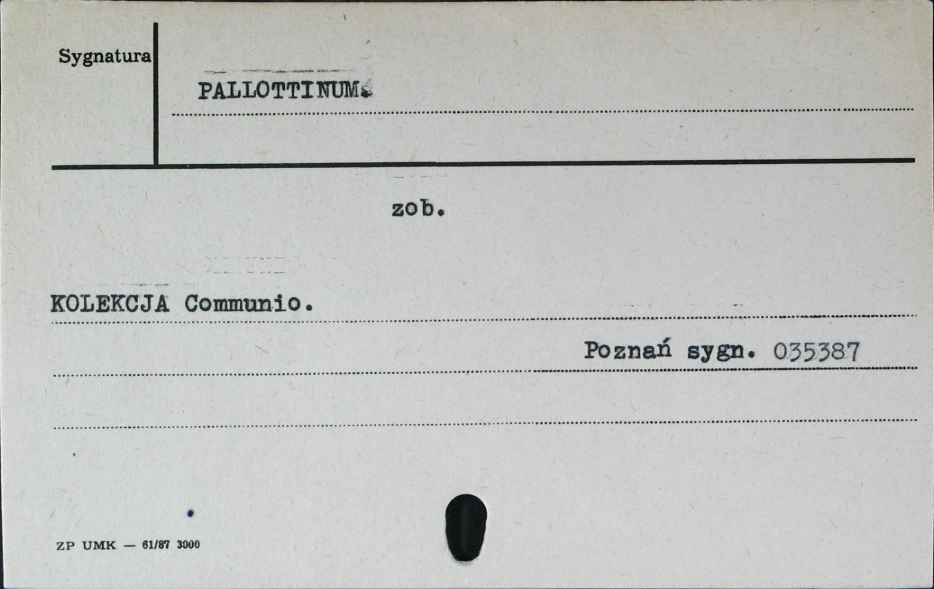 Sygnatura
PALLOTTINUM.
zob.
KOLEKCJA Communio.
Poznań sygn. 035387
ZP UMK — 61/87 3000